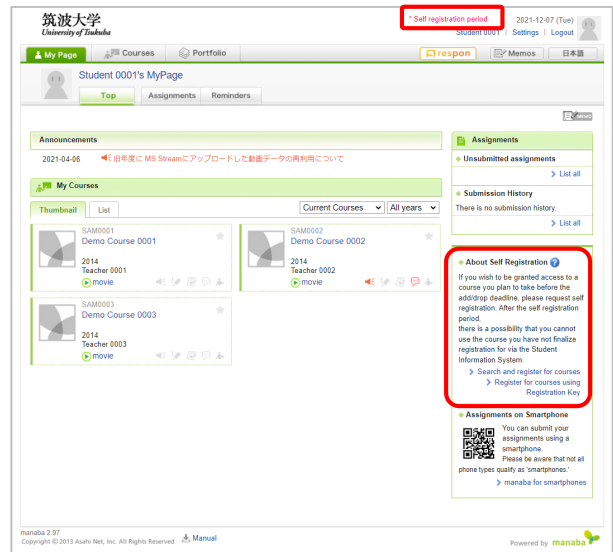 筑波大学
University of Tsukuba
* Self registration period
2021-12-07 (Tue)
Student 0001 Settings Logout
My Page
Courses
Portfolio
respon
Memos
日本語
Student 0001's MyPage
Top
Assignments
Reminders
MEMO
Announcements
2021-04-06 旧年度に MS Streamにアップロードした動画データの再利用について
My Courses
Thumbnail
List
Current Courses
All years
SAM0001
Demo Course 0001
2014
Teacher 0001
movie
SAM0002
Demo Course 0002
2014
Teacher 0002
movie
SAM0003
Demo Course 0003
2014
Teacher 0003
movie
Assignments
Unsubmitted assignments
List all
Submission History
There is no submission history.
List all
About Self Registration ?
If you wish to be granted access to a
course you plan to take before the
add/drop deadline, please request self
registration. After the self registration
period,
there is a possibility that you cannot
use the course you have not finalize
registration for via the Student
Information System.
Search and register for courses
Register for courses using
Registration Key
Assignments on Smartphone
You can submit your
assignments using a
smartphone.
Please be aware that not all
phone types qualify as 'smartphones.'
manaba for smartphones
manaba 2.97
Copyright © 2013 Asahi Net, Inc. All Rights Reserved.
Manual
Powered by manaba